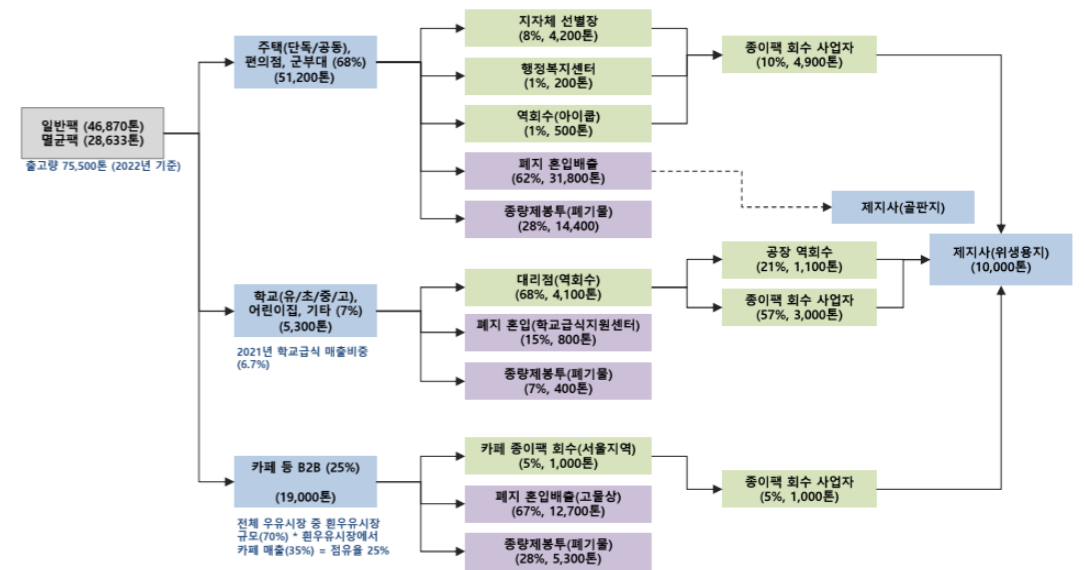 일반팩 (46,870톤)
멸균팩 (28,633톤)
출고량 75,500톤 (2022년 기준)
주택(단독/공동),
편의점, 군부대 (68%)
(51,200톤)
지자체 선별장
(8%, 4,200톤)
행정복지센터
(1%, 200톤)
역회수(아이쿱)
(1%, 500톤)
폐지 혼입배출
(62%, 31,800톤)
종량제봉투(폐기물)
(28%, 14,400)
종이팩 회수 사업자
(10%, 4,900톤)
제지사(골판지)
제지사(위생용지)
(10,000톤)
학교(유/초/중/고),
어린이집, 기타 (7%)
(5,300톤)
2021년 학교급식 매출비중
(6.7%)
대리점(역회수)
(68%, 4,100톤)
폐지 혼입(학교급식지원센터)
(15%, 800톤)
종량제봉투(폐기물)
(7%, 400톤)
공장 역회수
(21%, 1,100톤)
종이팩 회수 사업자
(57%, 3,000톤)
카페 등 B2B (25%)
(19,000톤)
전체 우유시장 중 흰우유시장
규모(70%) * 흰우유시장에서
카페 매출(35%) = 점유율 25%
카페 종이팩 회수(서울지역)
(5%, 1,000톤)
폐지 혼입배출(고물상)
(67%, 12,700톤)
종량제봉투(폐기물)
(28%, 5,300톤)
종이팩 회수 사업자
(5%, 1,000톤)